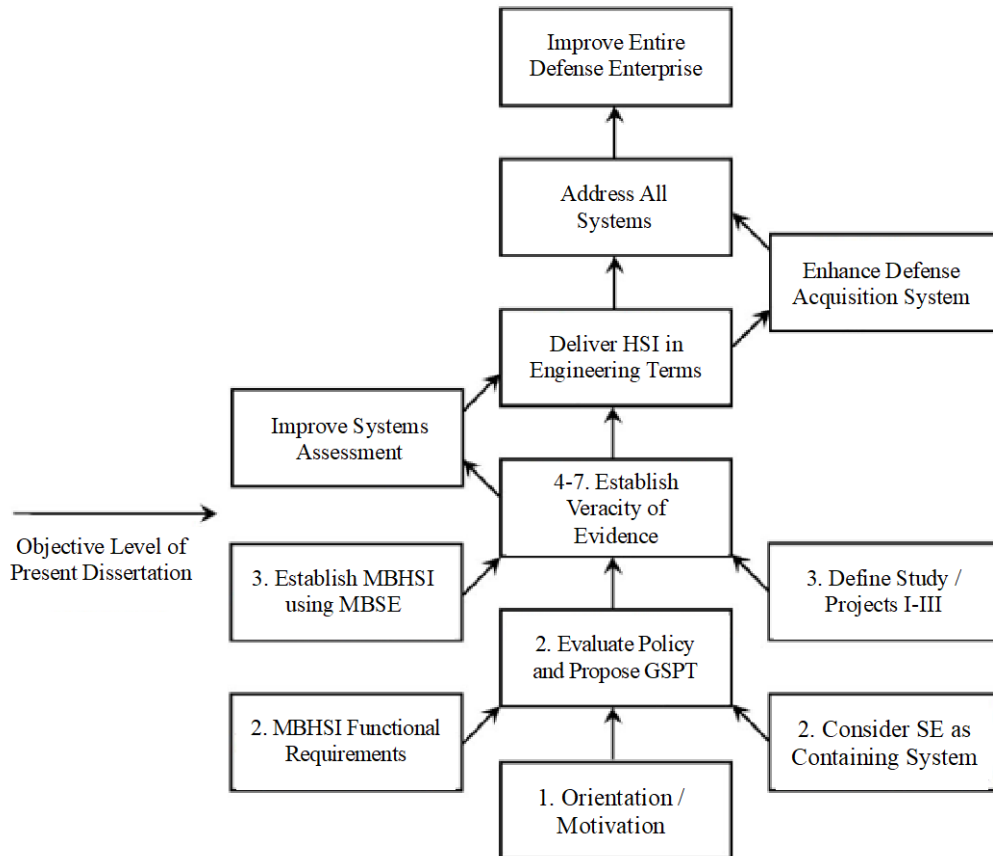 Improve Entire
Defense Enterprise
Address All
Systems
Enhance Defense
Acquisition System
Deliver HSI in
Engineering Terms
Improve Systems
Assessment
4-7. Establish
Veracity of
Evidence
Objective Level of
Present Dissertation
3. Establish MBHSI
using MBSE
3. Define Study /
Projects I-III
2. Evaluate Policy
and Propose GSPT
2. MBHSI Functional
Requirements
2. Consider SE as
Containing System
1. Orientation /
Motivation